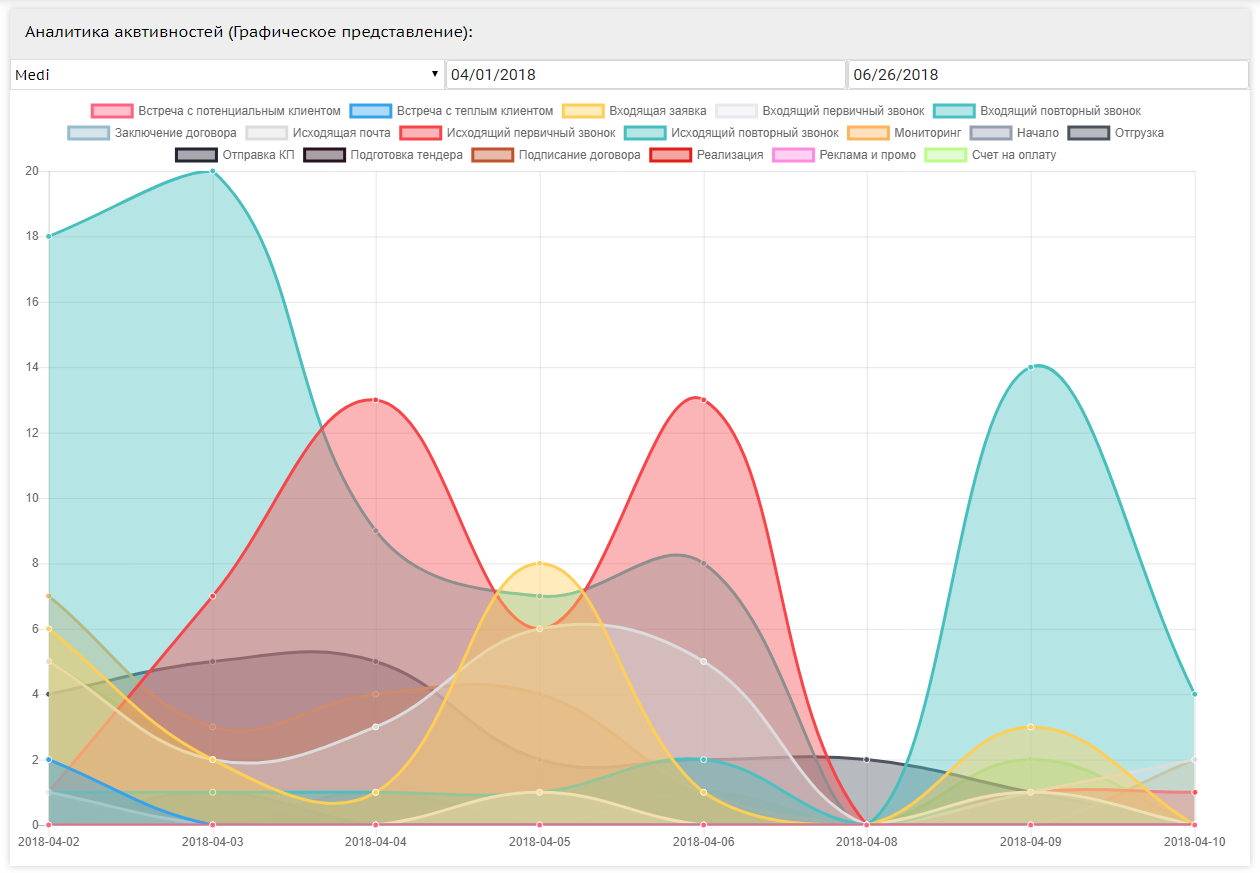 Аналитика аквтивностей (Графическое представление):
Medi 04/01/2018 06/26/2018
Встреча с потенциальным клиентом Встреча с теплым клиентом Входящая заявка Входящий первичный звонок Входящий повторный звонок
Заключение договора Исходящая почта Исходящий первичный звонок Исходящий повторный звонок Мониторинг Начало Отгрузка
Отправка КП Подготовка тендера Подписание договора Реализация Реклама и промо Счет на оплату
20
18
16
14
12
10
8
6
4
2
0
2018-04-02 2018-04-03 2018-04-04 2018-04-05 2018-04-06 2018-04-08 2018-04-09 2018-04-10